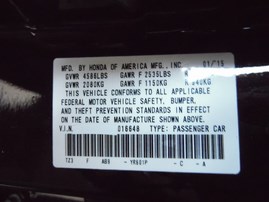 MFD. BY HONDA OF AMERICA MFG., INC.
GVWR 4586LBS GAWR F 2535LBS
GVWR 2080KG GAWR F 1150KG
THIS VEHICLE CONFORMS TO ALL APPLICABLE
FEDERAL MOTOR VEHICLE SAFETY, BUMPER,
AND THEFT PREVENTION STANDARDS IN EFFECT
ON THE DATE OF MANUFACTURE SHOWN ABOVE.
V.I.N. 016648 TYPE: PASSENGER CAR
F - C - A